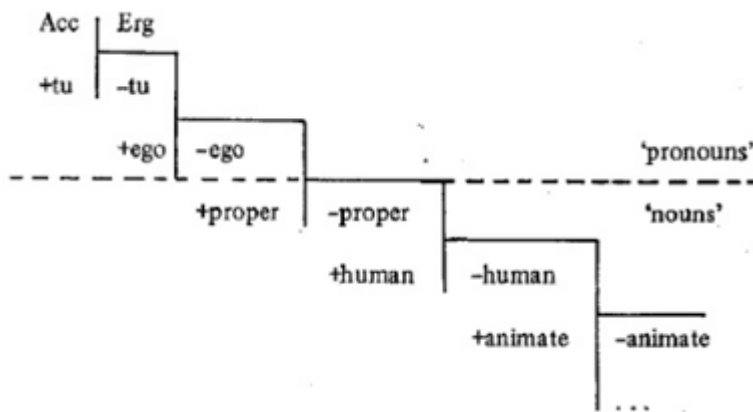 Acc Erg
+tu –tu
+ego –ego 'pronouns'
+proper –proper 'nouns'
+human –human
+animate –animate
...